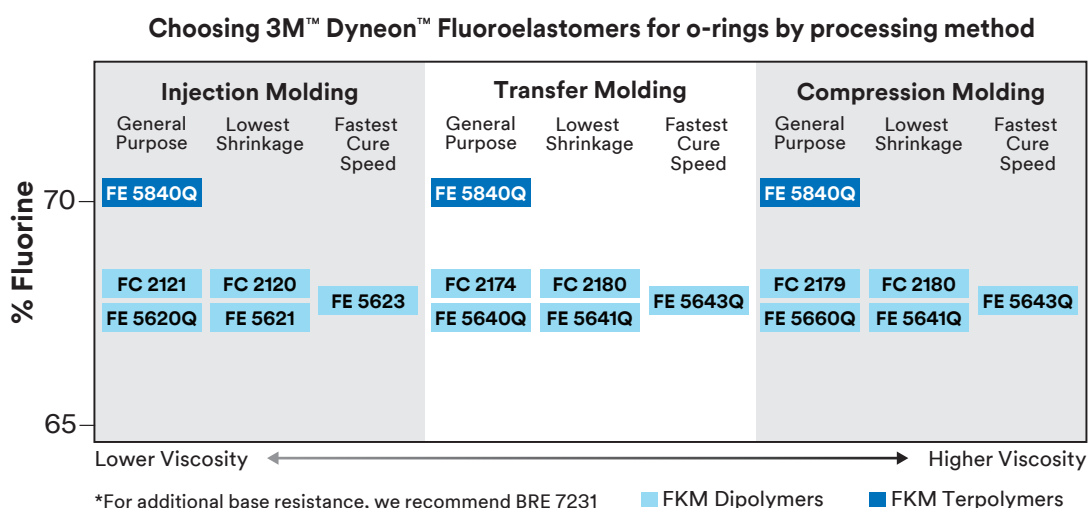 Choosing 3M™ Dyneon™ Fluoroelastomers for o-rings by processing method
% Fluorine
70
65
Injection Molding
General
Purpose
Lowest
Shrinkage
Fastest
Cure
Speed
FE 5840Q
FC 2121
FC 2120
FE 5623
FE 5620Q
FE 5621
Transfer Molding
General
Purpose
Lowest
Shrinkage
Fastest
Cure
Speed
FE 5840Q
FC 2174
FC 2180
FE 5643Q
FE 5640Q
FE 5641Q
Compression Molding
General
Purpose
Lowest
Shrinkage
Fastest
Cure
Speed
FE 5840Q
FC 2179
FC 2180
FE 5643Q
FE 5660Q
FE 5641Q
Lower Viscosity
Higher Viscosity
*For additional base resistance, we recommend BRE 7231
FKM Dipolymers
FKM Terpolymers